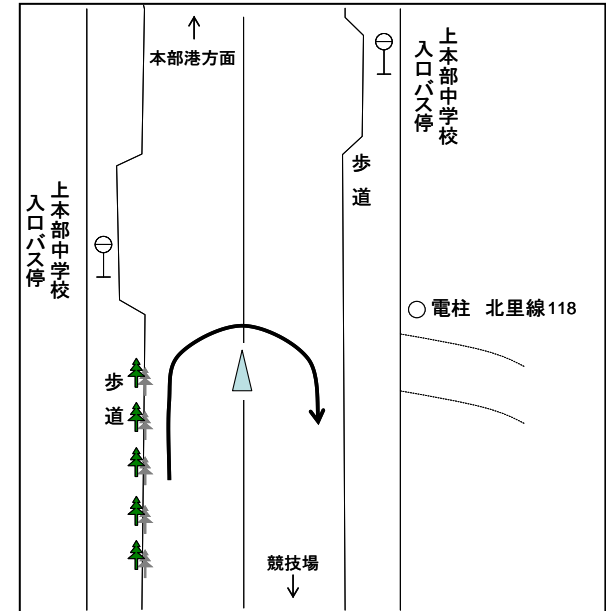 本部港方面
上本部中学校
入口バス停
歩道
上本部中学校
入口バス停
電柱 北里線118
歩道
競技場